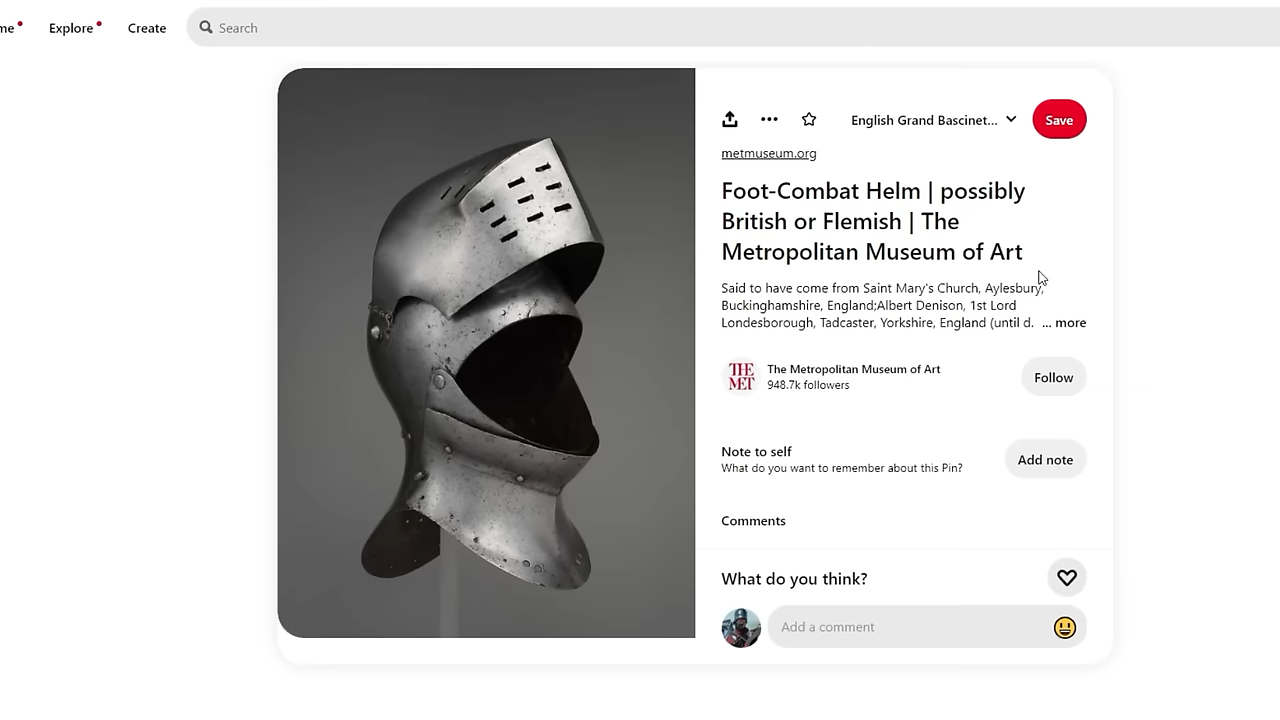 me Explore Create Search
English Grand Bascinet... Save
metmuseum.org
Foot-Combat Helm | possibly
British or Flemish | The
Metropolitan Museum of Art
Said to have come from Saint Mary's Church, Aylesbury,
Buckinghamshire, England;Albert Denison, 1st Lord
Londesborough, Tadcaster, Yorkshire, England (until d. ... more
THE
MET
The Metropolitan Museum of Art
948.7k followers
Follow
Note to self
What do you want to remember about this Pin?
Add note
Comments
What do you think?
Add a comment